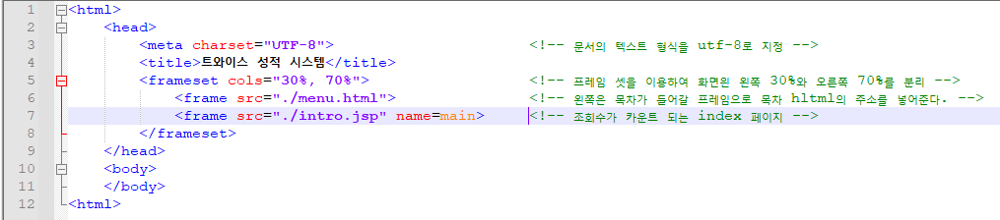 1 <html>
2 <head>
3 <meta charset="UTF-8"> <!-- 문서의 텍스트 형식을 utf-8로 지정 -->
4 <title>트와이스 성적 시스템</title>
5 <frameset cols="30%, 70%"> <!-- 프레임 셋을 이용하여 화면왼 왼쪽 30%와 오른쪽 70%를 분리 -->
6 <frame src="./menu.html"> <!-- 왼쪽은 목차가 들어갈 프레임으로 목차 hltml의 주소를 넣어준다. -->
7 <frame src="./intro.jsp" name=main> <!-- 조회수가 카운트 되는 index 페이지 -->
8 </frameset>
9 </head>
10 <body>
11 </body>
12 <html>